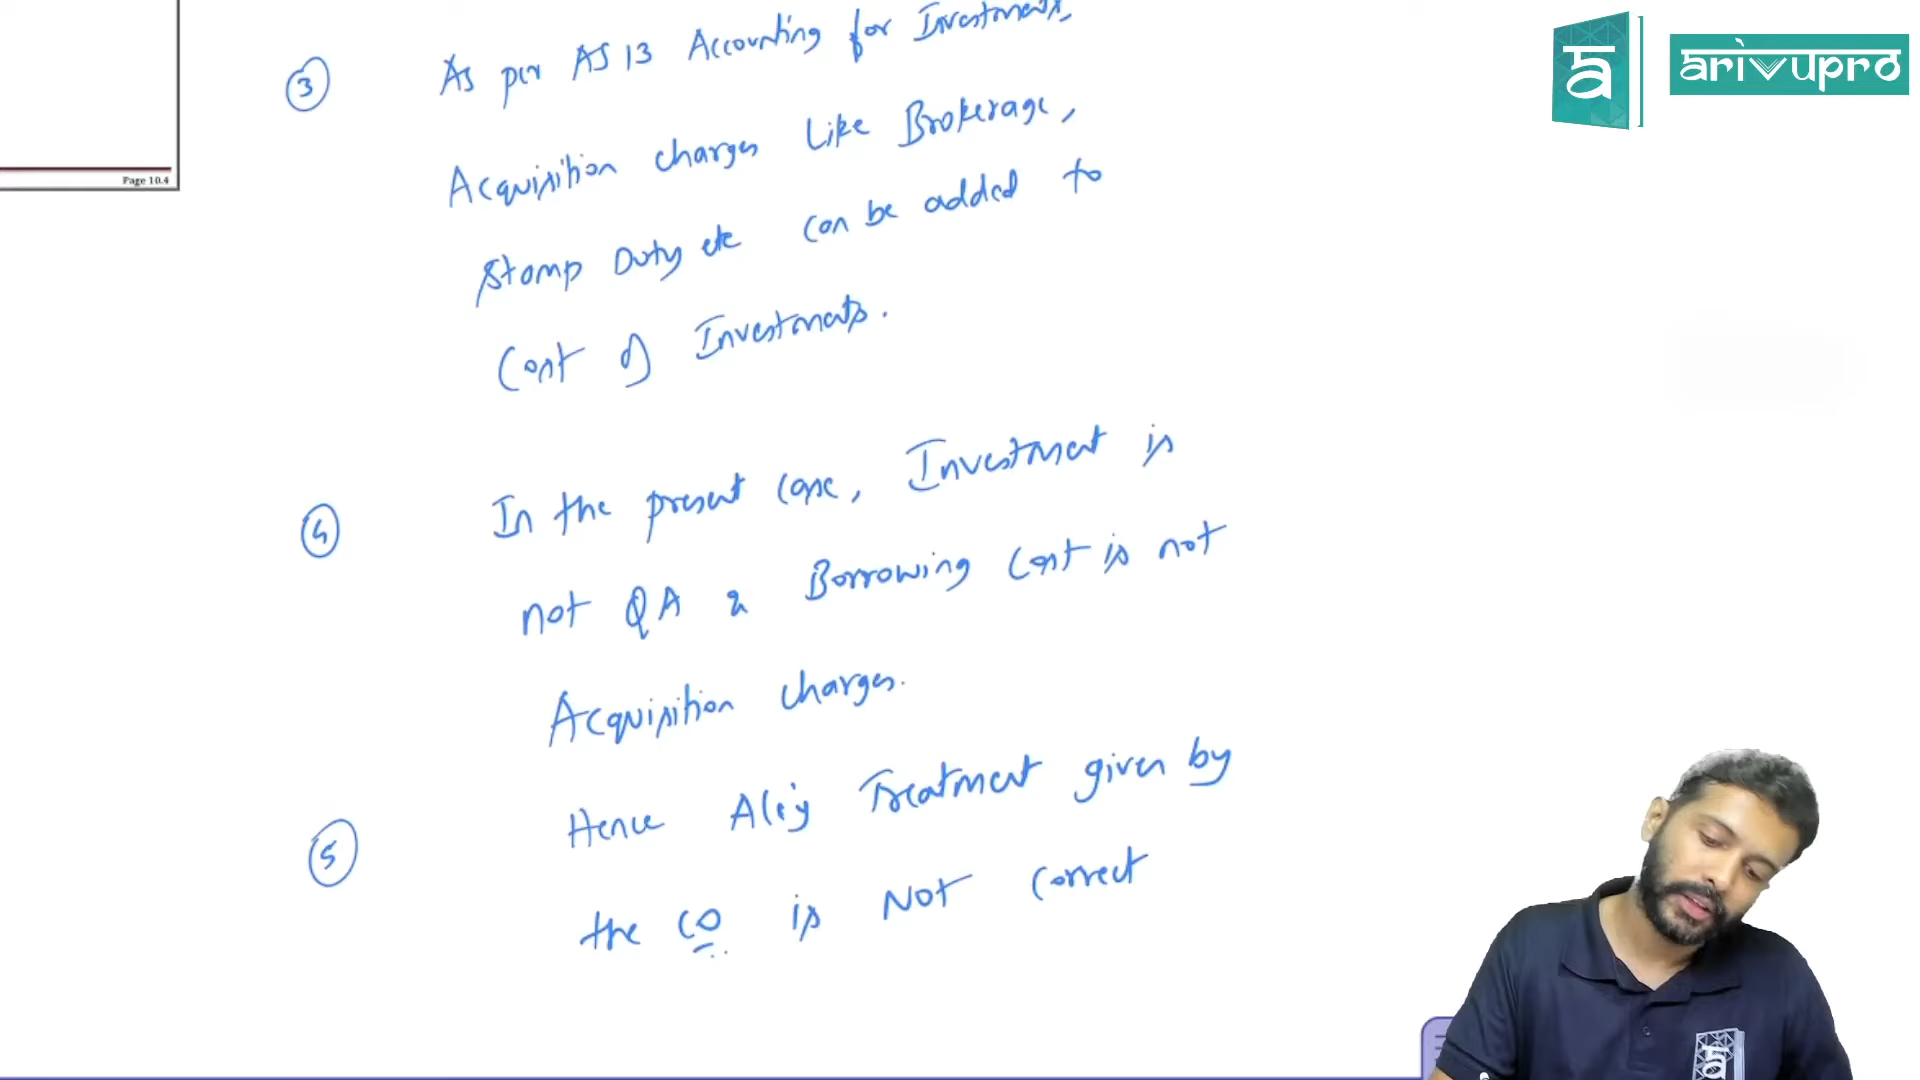 ā
arivupro
③ As per AS 13 Accounting for Investments,
Acquisition charges Like Brokerage,
Page 10.4
Stamp Duty etc can be added to
Cost of Investments.
④ In the present case, Investment is
not QA & Borrowing Cost is not
Acquisition charges.
⑤ Hence A/c'g Treatment given by
the CO is Not Correct
ā